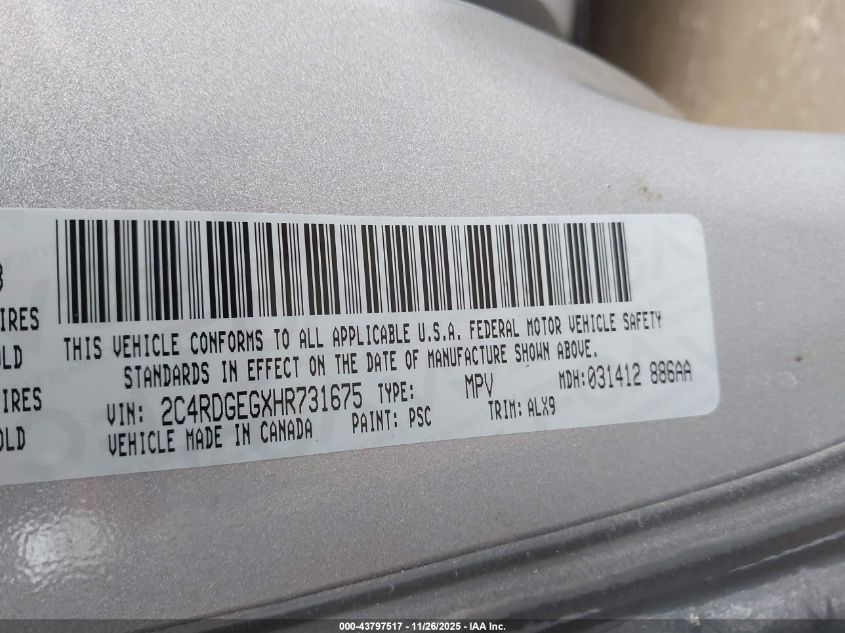 IRES
OLD
IRES
OLD
THIS VEHICLE CONFORMS TO ALL APPLICABLE U.S.A. FEDERAL MOTOR VEHICLE SAFETY
STANDARDS IN EFFECT ON THE DATE OF MANUFACTURE SHOWN ABOVE.
VIN: 2C4RDGEGXHR731675 TYPE: MPV MDH:031412 886AA
VEHICLE MADE IN CANADA PAINT: PSC TRIM: ALX9
000-43797517 - 11/26/2025 - IAA Inc.